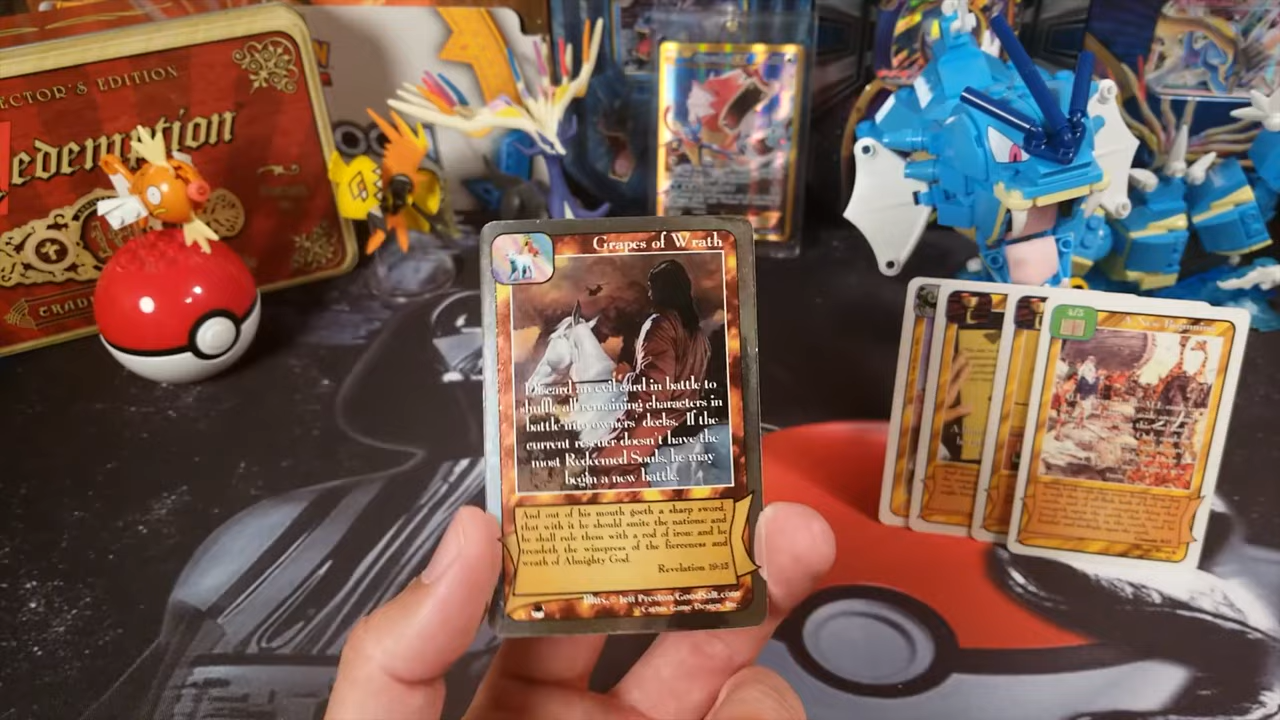 ECTOR'S EDITION
edemption
TRAD
Grapes of Wrath
Discard an evil card in battle to
shuffle all remaining characters in
battle into owners' decks. If the
current rescuer doesn't have the
most Redeemed Souls, he may
begin a new battle.
And out of his mouth goeth a sharp sword,
that with it he should smite the nations: and
he shall rule them with a rod of iron: and he
treadeth the winepress of the fierceness and
wrath of Almighty God.
Revelation 19:15
Illus. © Jeff Preston/GoodSalt.com
© Cactus Game Design, Inc.
4/5
A New Beginning